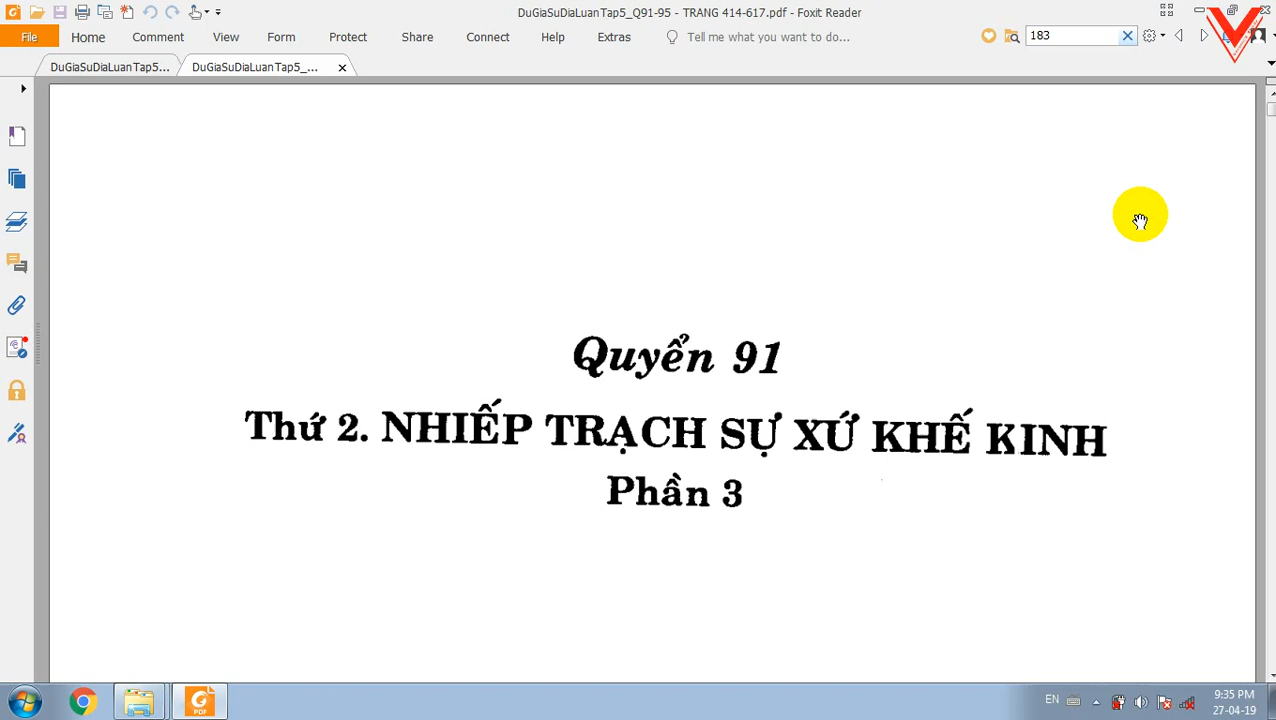 DuGiaSuDiaLuanTap5_Q91-95 - TRANG 411-617.pdf - Foxit Reader
File Home Comment View Form Protect Share Connect Help Extras Tell me what you want to do... 183
DuGiaSuDiaLuanTap5... DuGiaSuDiaLuanTap5_...
Quyển 91
Thứ 2. NHIẾP TRẠCH SỰ XỨ KHẾ KINH
Phần 3
EN
9:35 PM
27-04-19